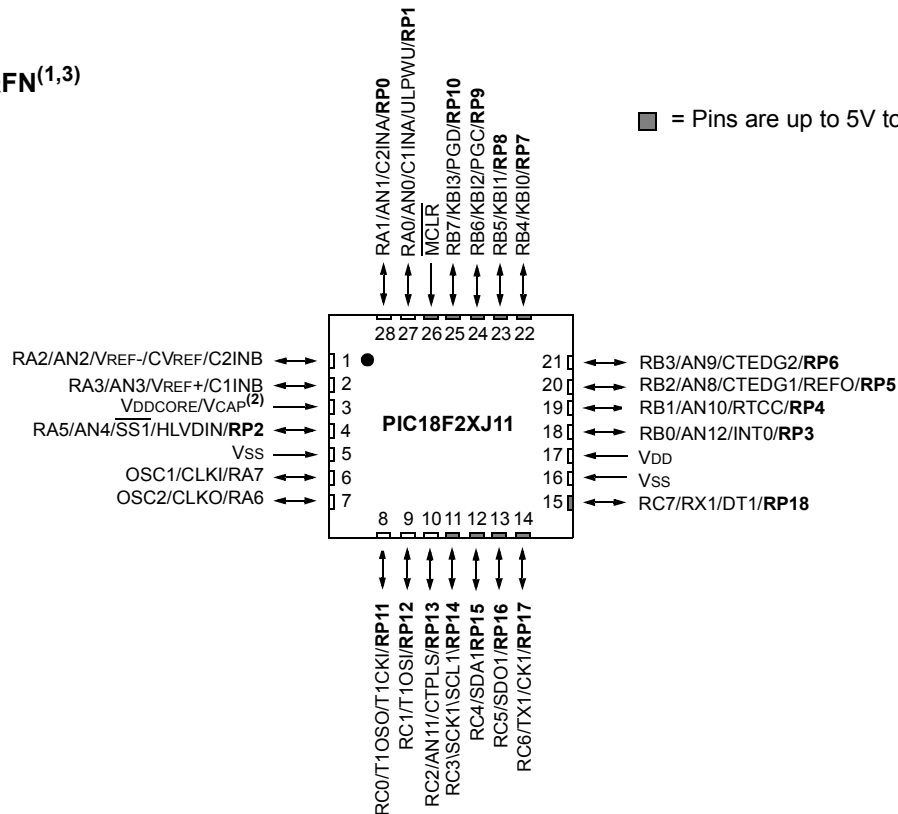 FN(1,3)
= Pins are up to 5V to
RA1/AN1/C2INA/RP0
RA0/AN0/C1INA/ULPWU/RP1
MCLR
RB7/KBI3/PGD/RP10
RB6/KBI2/PGC/RP9
RB5/KBI1/RP8
RB4/KBI0/RP7
28 27 26 25 24 23 22
RA2/AN2/VREF-/CVREF/C2INB 1
RA3/AN3/VREF+/C1INB 2
VDDCORE/VCAP(2) 3
RA5/AN4/SS1/HLVDIN/RP2 4
VSS 5
OSC1/CLKI/RA7 6
OSC2/CLKO/RA6 7
PIC18F2XJ11
21 RB3/AN9/CTEDG2/RP6
20 RB2/AN8/CTEDG1/REFO/RP5
19 RB1/AN10/RTCC/RP4
18 RB0/AN12/INT0/RP3
17 VDD
16 VSS
15 RC7/RX1/DT1/RP18
8 9 10 11 12 13 14
RC0/T1OSO/T1CKI/RP11
RC1/T1OSI/RP12
RC2/AN11/CTPLS/RP13
RC3\SCK1\SCL1\RP14
RC4/SDA1RP15
RC5/SDO1/RP16
RC6/TX1/CK1/RP17